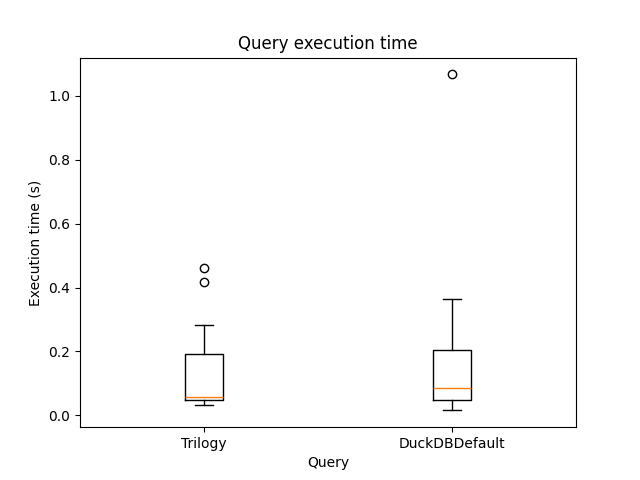 Query execution time
Execution time (s)
1.0
0.8
0.6
0.4
0.2
0.0
Trilogy
DuckDBDefault
Query